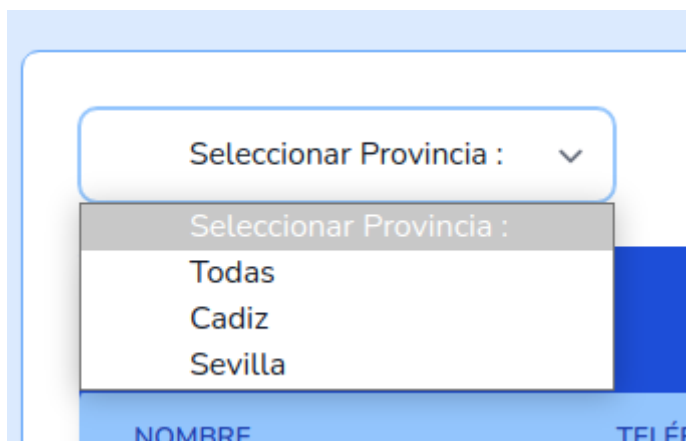 Seleccionar Provincia :
Seleccionar Provincia :
Todas
Cadiz
Sevilla
NOMBRE